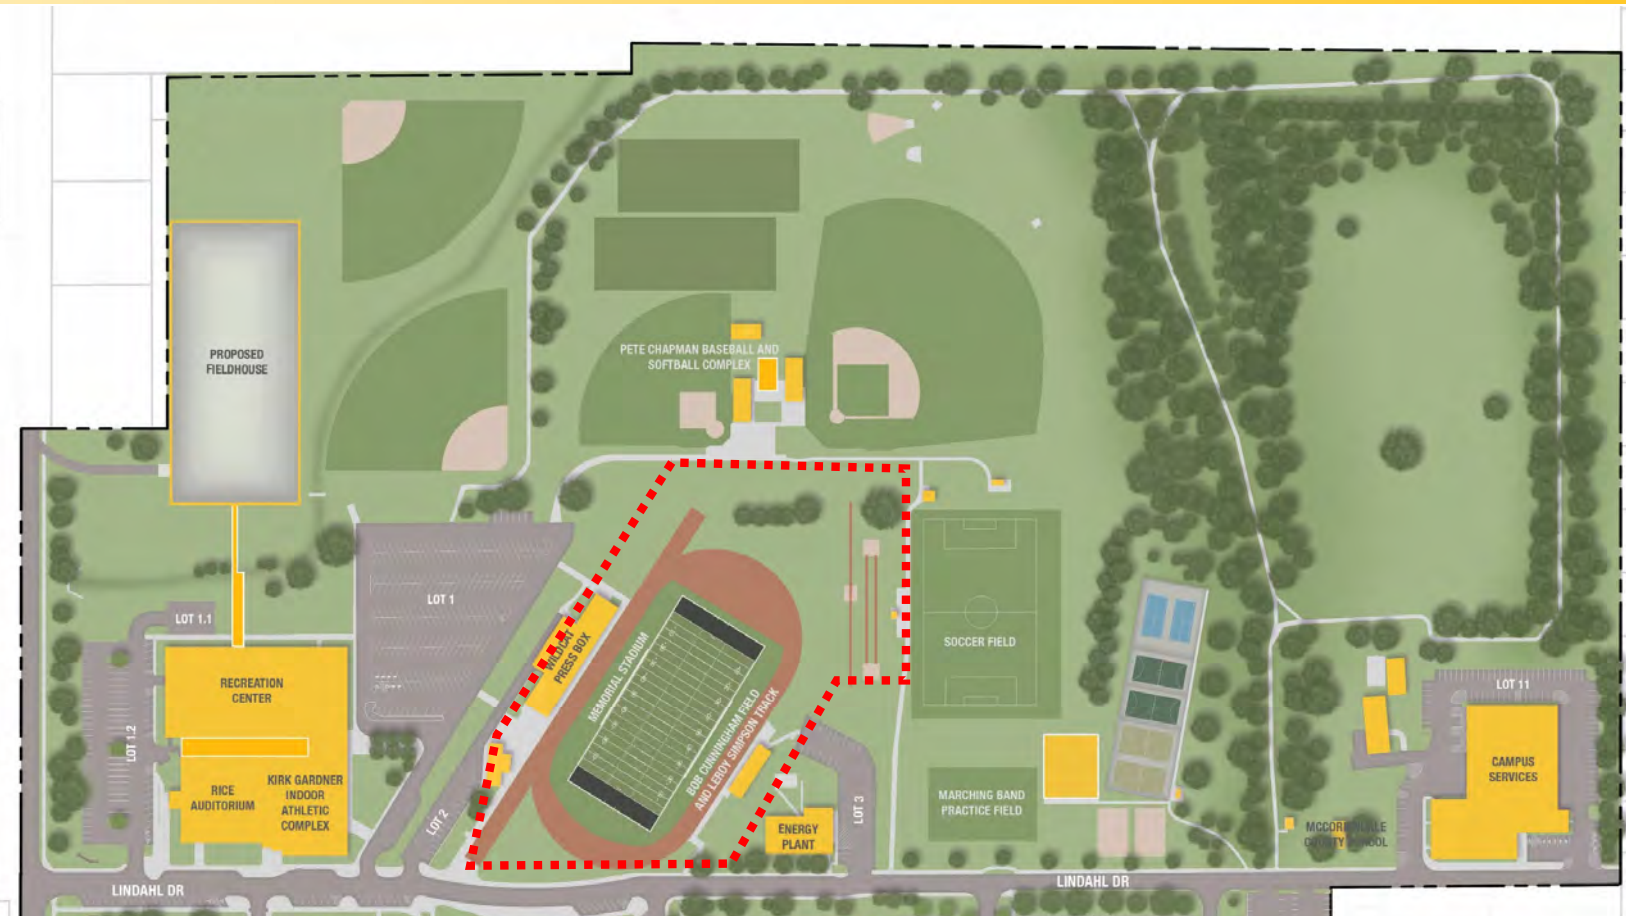 PROPOSED
FIELDHOUSE
PETE CHAPMAN BASEBALL AND
SOFTBALL COMPLEX
LOT 1
LOT 1.1
WILDCAT
PRESS BOX
MEMORIAL STADIUM
SOCCER FIELD
RECREATION
CENTER
LOT 11
BOB CUNNINGHAM FIELD
AND LEROY SIMPSON TRACK
LOT 1.2
CAMPUS
SERVICES
RICE
AUDITORIUM
KIRK GARDNER
INDOOR
ATHLETIC
COMPLEX
MARCHING BAND
PRACTICE FIELD
LOT 2
LOT 3
ENERGY
PLANT
COUNTY SCHOOL
LINDAHL DR
LINDAHL DR